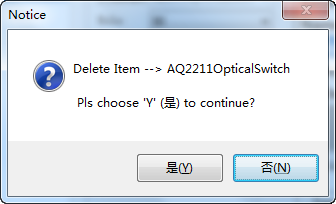 Notice
Delete Item --> AQ2211OpticalSwitch
Pls choose 'Y' (是) to continue?
是(Y)
否(N)